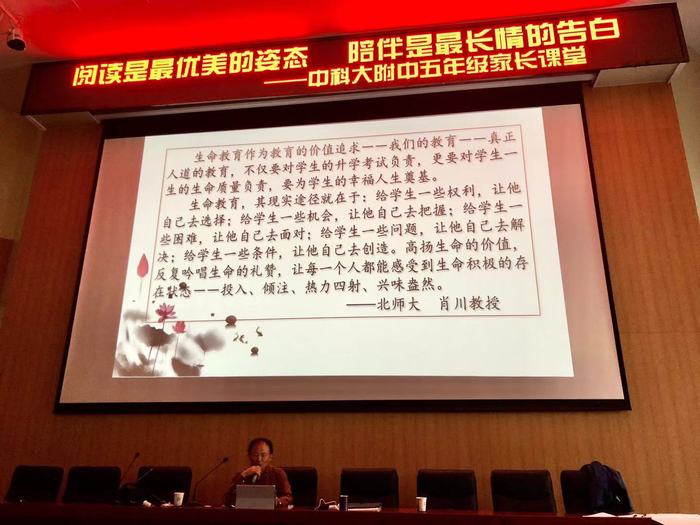 阅读是最优美的姿态 陪伴是最长情的告白
——中科大附中五年级家长课堂
生命教育作为教育的价值追求——我们的教育——真正
人道的教育，不仅要对学生的升学考试负责，更要对学生一
生的生命质量负责，要为学生的幸福人生奠基。
生命教育，其现实途径就在于：给学生一些权利，让他
自己去选择；给学生一些机会，让他自己去把握；给学生一
些困难，让他自己去面对；给学生一些问题，让他自己去解
决；给学生一些条件，让他自己去创造。高扬生命的价值，
反复吟唱生命的礼赞，让每一个人都能感受到生命积极的存
在状态——投入、倾注、热力四射、兴味盎然。
——北师大 肖川教授